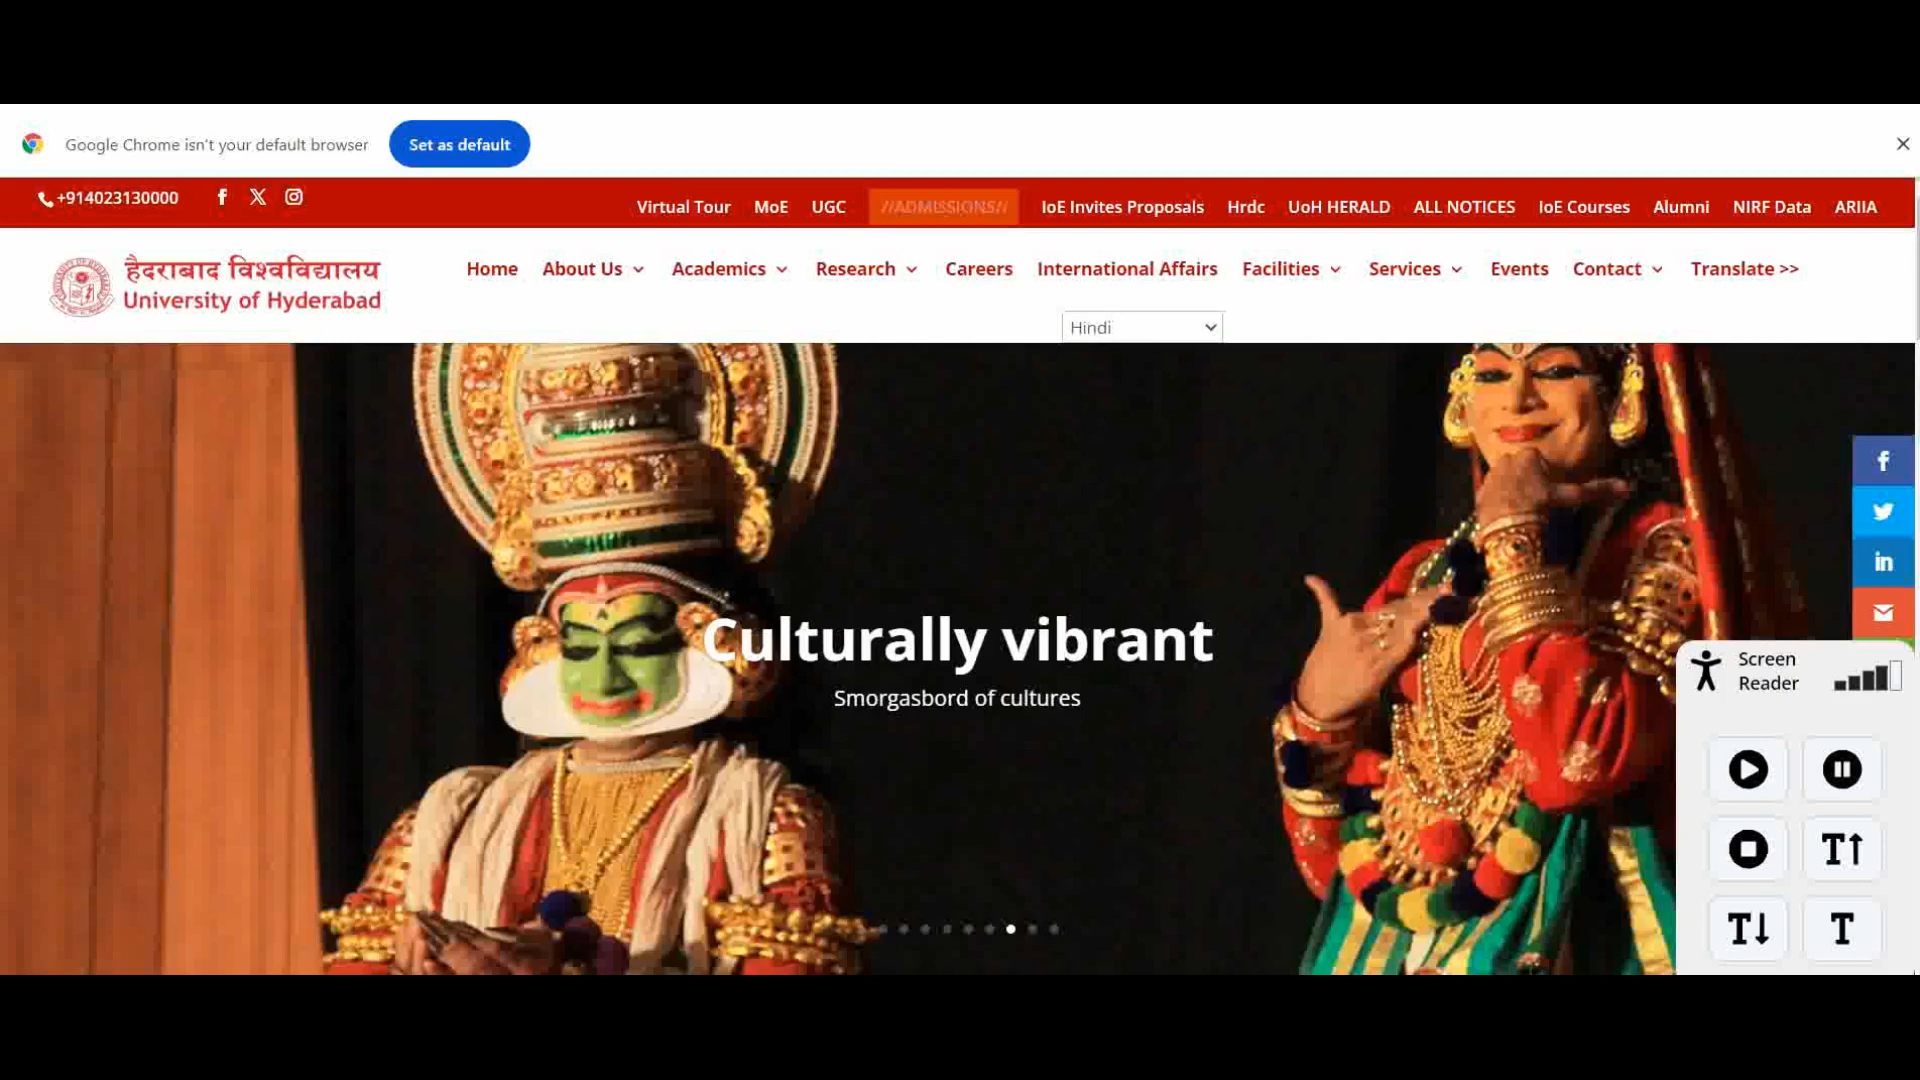 Google Chrome isn't your default browser Set as default
+914023130000
Virtual Tour MoE UGC //ADMISSIONS// IoE Invites Proposals Hrdc UoH HERALD ALL NOTICES IoE Courses Alumni NIRF Data ARIIA
हैदराबाद विश्वविद्यालय
University of Hyderabad
Home About Us Academics Research Careers International Affairs Facilities Services Events Contact Translate >>
Hindi
Culturally vibrant
Smorgasbord of cultures
Screen
Reader
T↑
T↓ T